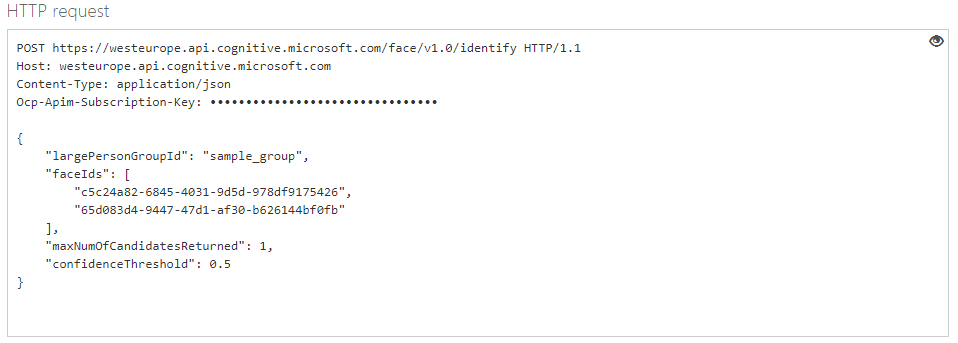 HTTP request
POST https://westeurope.api.cognitive.microsoft.com/face/v1.0/identify HTTP/1.1
Host: westeurope.api.cognitive.microsoft.com
Content-Type: application/json
Ocp-Apim-Subscription-Key: ••••••••••••••••••••••••••••••••
{
"largePersonGroupId": "sample_group",
"faceIds": [
"c5c24a82-6845-4031-9d5d-978df9175426",
"65d083d4-9447-47d1-af30-b626144bf0fb"
],
"maxNumOfCandidatesReturned": 1,
"confidenceThreshold": 0.5
}